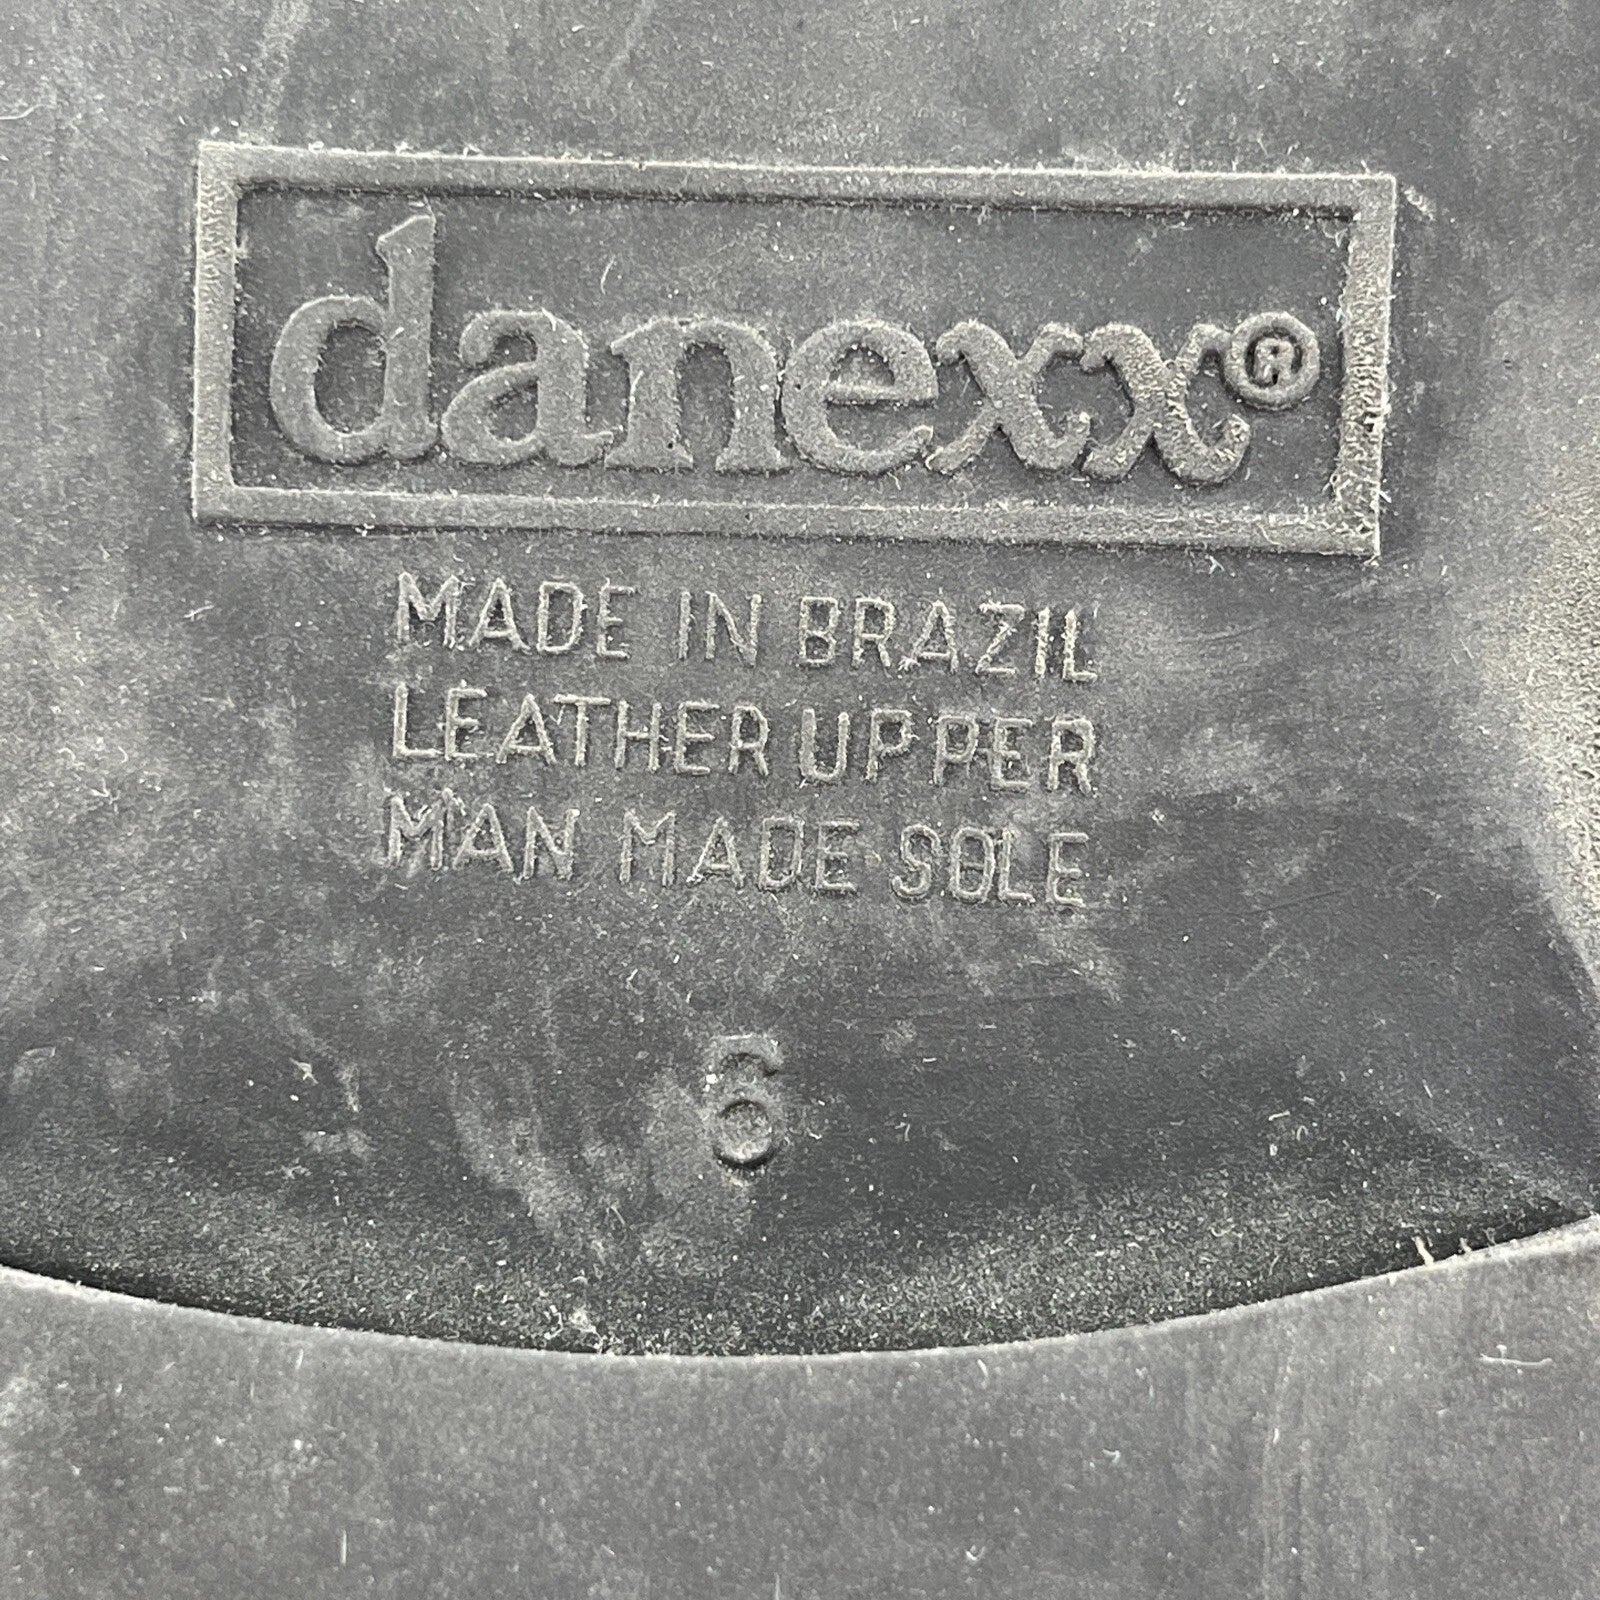 danexx®
MADE IN BRAZIL
LEATHER UPPER
MAN MADE SOLE
6